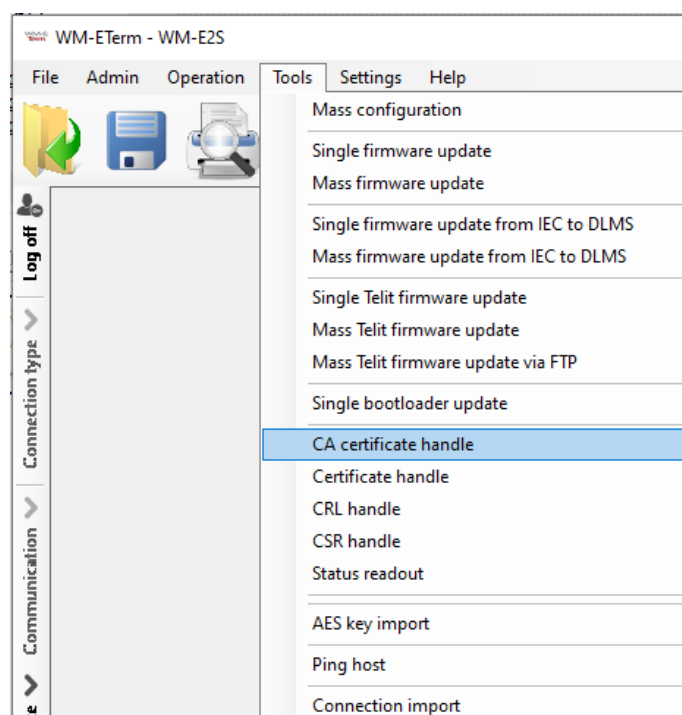 WM-ETerm - WM-E2S
File Admin Operation Tools Settings Help
Mass configuration
Single firmware update
Mass firmware update
Single firmware update from IEC to DLMS
Mass firmware update from IEC to DLMS
Single Telit firmware update
Mass Telit firmware update
Mass Telit firmware update via FTP
Single bootloader update
CA certificate handle
Certificate handle
CRL handle
CSR handle
Status readout
AES key import
Ping host
Connection import
Log off
Connection type
Communication